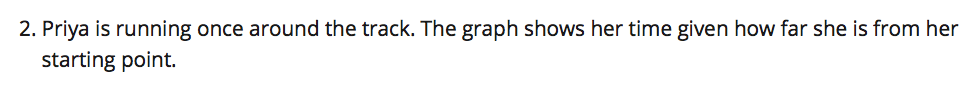 2. Priya is running once around the track. The graph shows her time given how far she is from her
starting point.